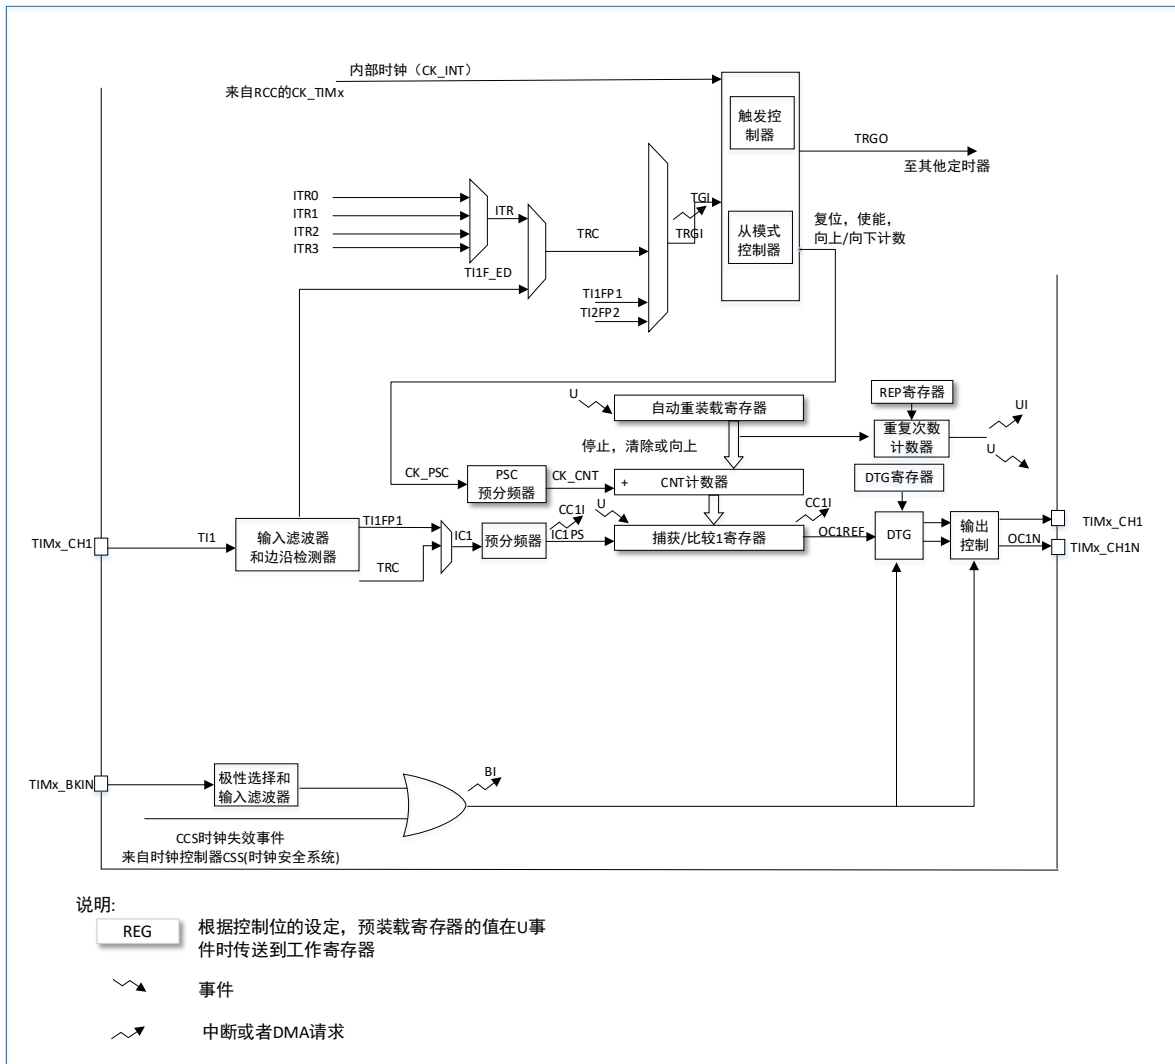 内部时钟（CK_INT）
来自RCC的CK_TIMx
触发控
制器
TRGO
至其他定时器
ITR0
ITR1
ITR2
ITR3
ITR
TI1F_ED
TRC
TI1FP1
TI2FP2
TGI
TRGI
从模式
控制器
复位，使能，
向上/向下计数
U
自动重装载寄存器
REP寄存器
重复次数
计数器
UI
U
停止，清除或向上
CK_PSC
PSC
预分频器
CK_CNT
+ CNT计数器
DTG寄存器
TIMx_CH1
TI1
输入滤波器
和边沿检测器
TI1FP1
TRC
IC1
预分频器
CC1I
IC1PS
U
捕获/比较1寄存器
CC1I
OC1REF
DTG
输出
控制
OC1N
TIMx_CH1
TIMx_CH1N
TIMx_BKIN
极性选择和
输入滤波器
BI
CCS时钟失效事件
来自时钟控制器CSS(时钟安全系统)
说明:
REG
根据控制位的设定，预装载寄存器的值在U事
件时传送到工作寄存器
事件
中断或者DMA请求